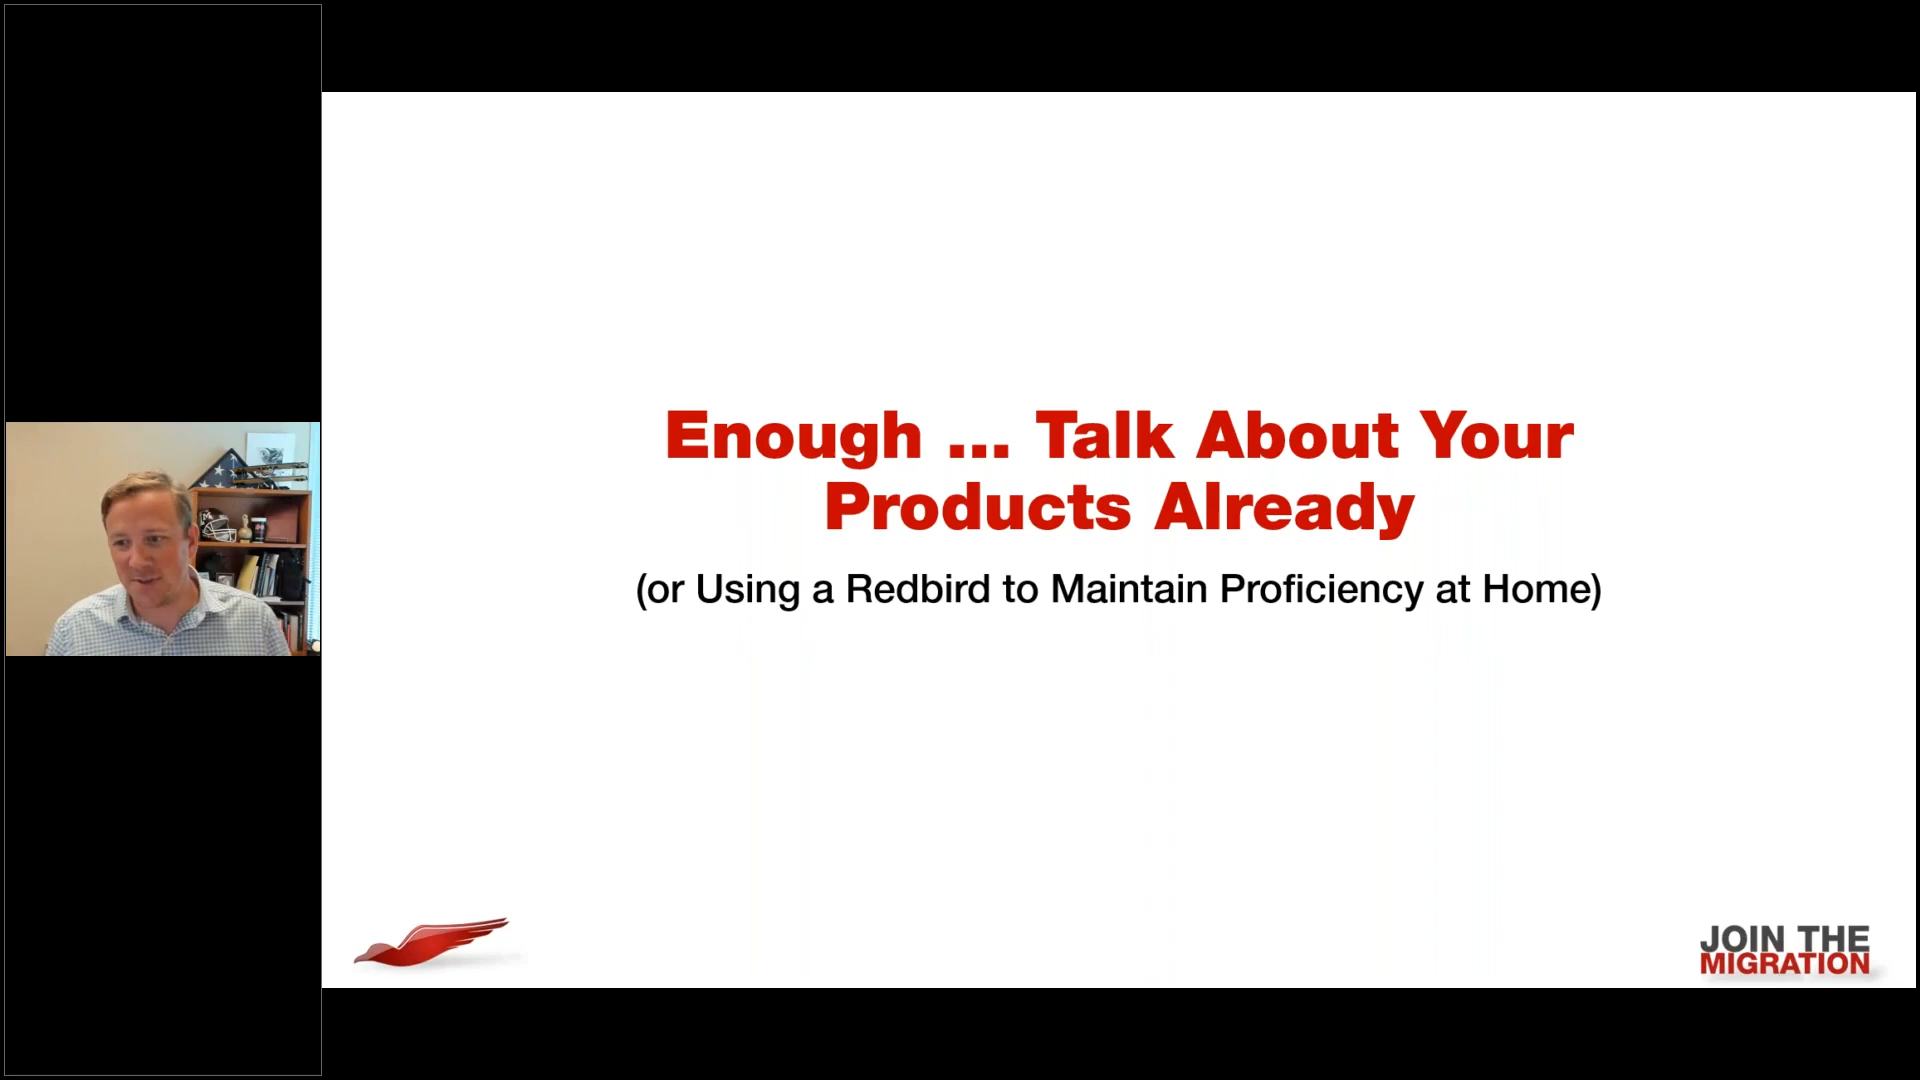 Enough ... Talk About Your
Products Already
(or Using a Redbird to Maintain Proficiency at Home)
JOIN THE
MIGRATION